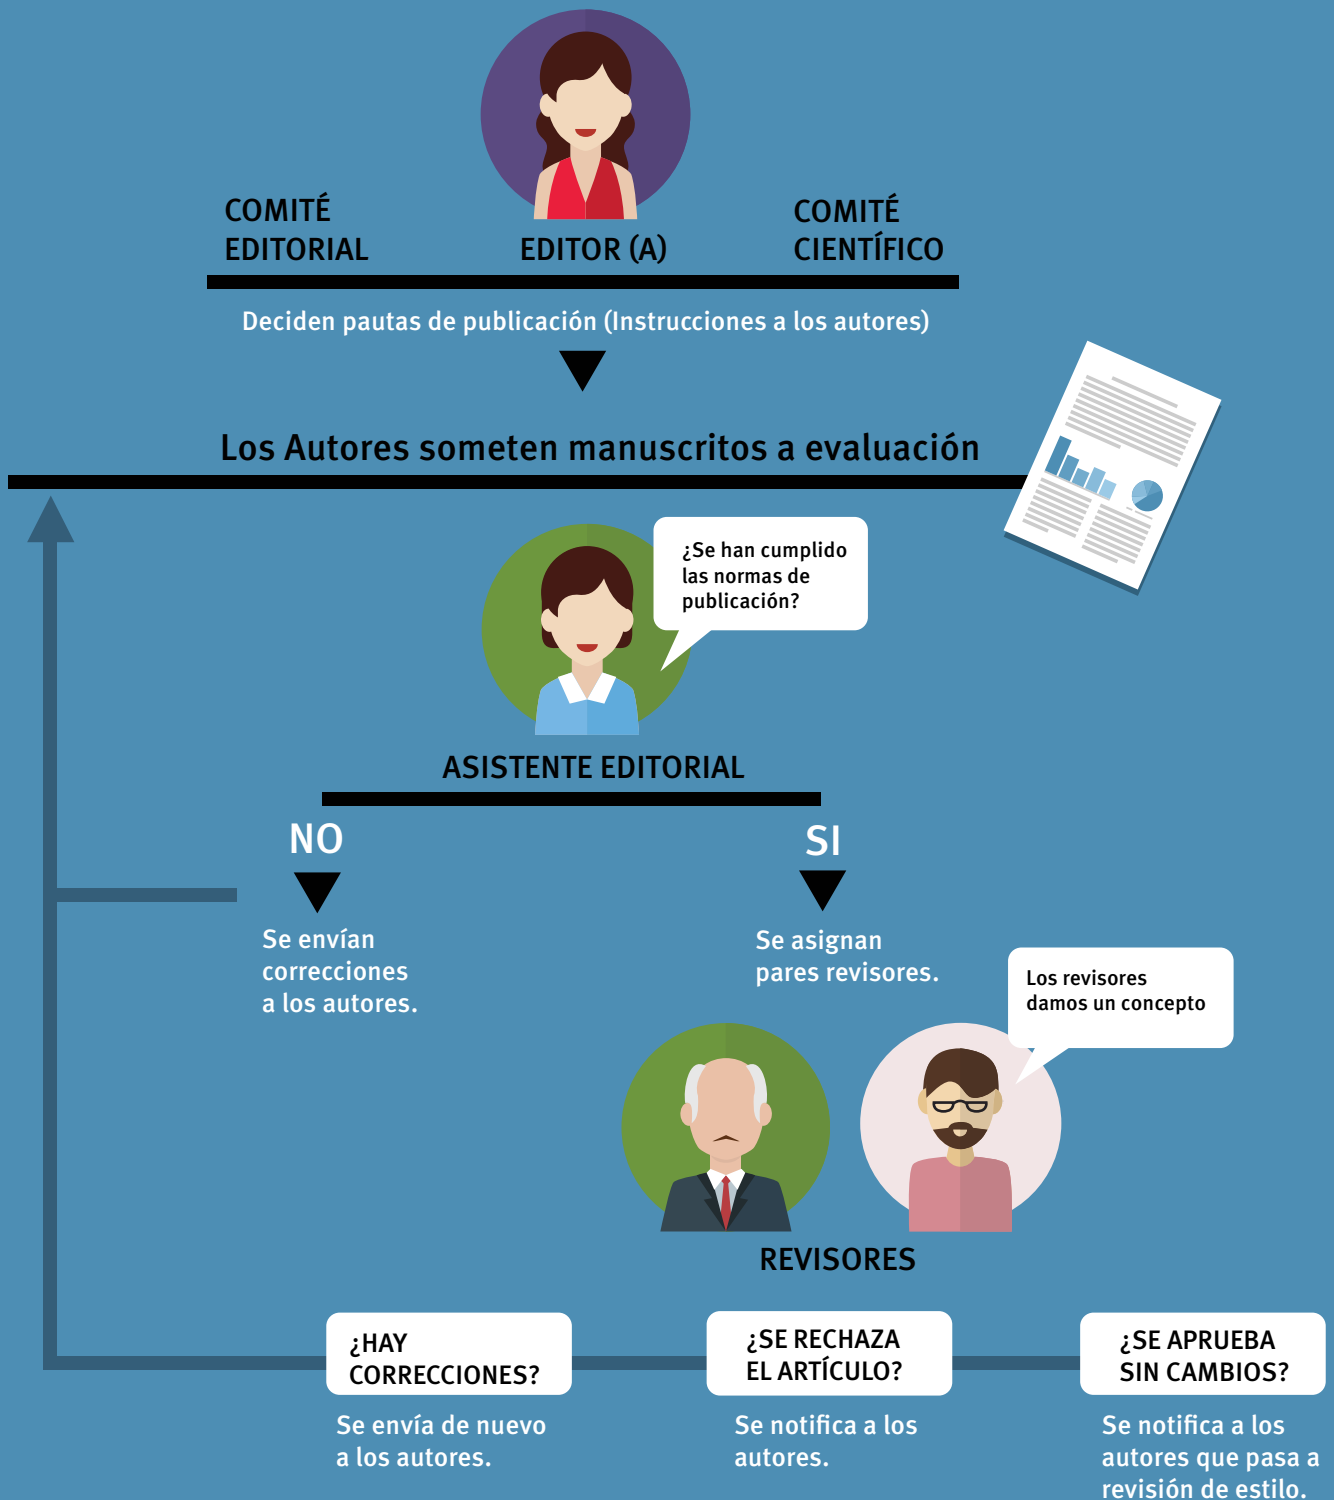 COMITÉ
EDITORIAL
EDITOR (A)
COMITÉ
CIENTÍFICO
Deciden pautas de publicación (Instrucciones a los autores)
Los Autores someten manuscritos a evaluación
¿Se han cumplido
las normas de
publicación?
ASISTENTE EDITORIAL
NO
Se envían
correcciones
a los autores.
SI
Se asignan
pares revisores.
Los revisores
damos un concepto
REVISORES
¿HAY
CORRECCIONES?
Se envía de nuevo
a los autores.
¿SE RECHAZA
EL ARTÍCULO?
Se notifica a los
autores.
¿SE APRUEBA
SIN CAMBIOS?
Se notifica a los
autores que pasa a
revisión de estilo.